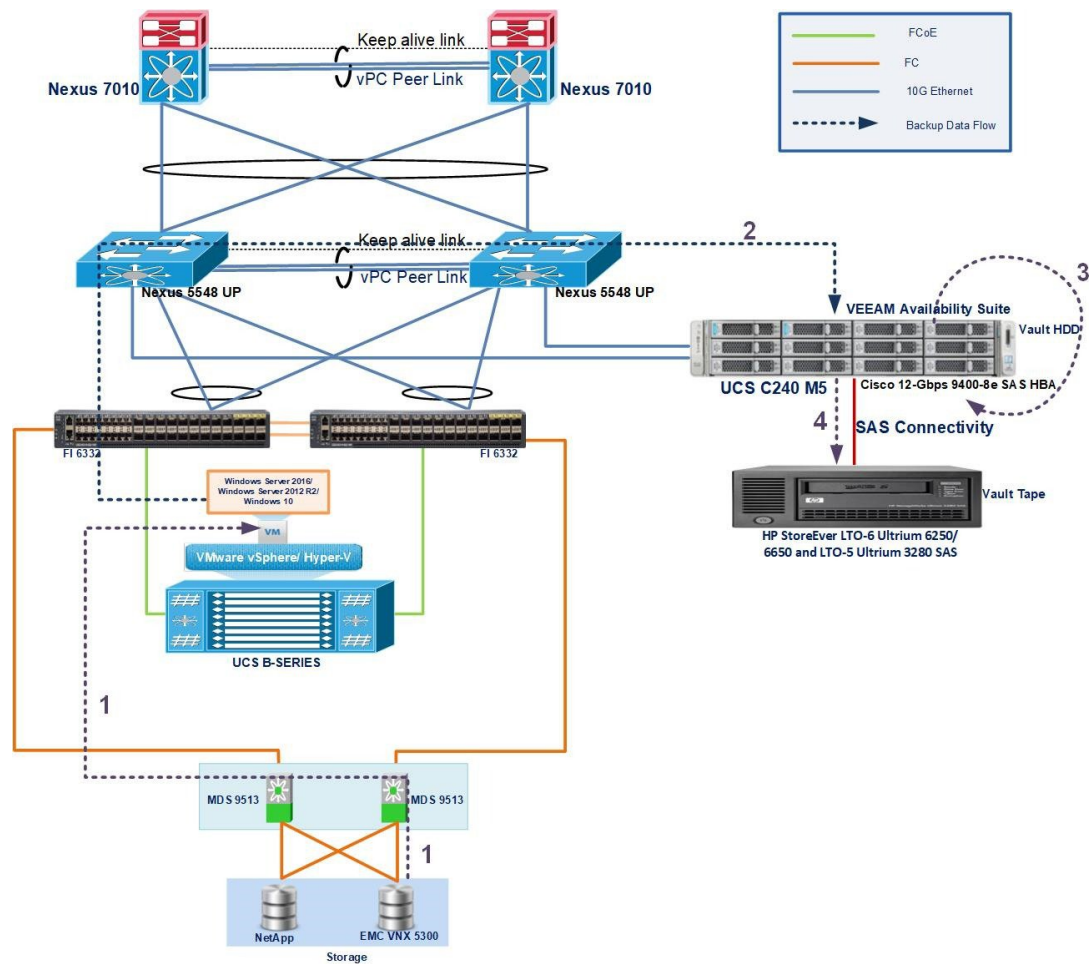 Keep alive link
vPC Peer Link
Nexus 7010
Nexus 7010
FCoE
FC
10G Ethernet
Backup Data Flow
Keep alive link
vPC Peer Link
Nexus 5548 UP
Nexus 5548 UP
2
3
VEEAM Availability Suite
Vault HDD
UCS C240 M5
Cisco 12-Gbps 9400-8e SAS HBA
4
SAS Connectivity
FI 6332
FI 6332
Windows Server 2016/
Windows Server 2012 R2/
Windows 10
VM
VMware vSphere/ Hyper-V
Vault Tape
HP StoreEver LTO-6 Ultrium 6250/
6650 and LTO-5 Ultrium 3280 SAS
UCS B-SERIES
1
MDS 9513
MDS 9513
1
NetApp
EMC VNX 5300
Storage